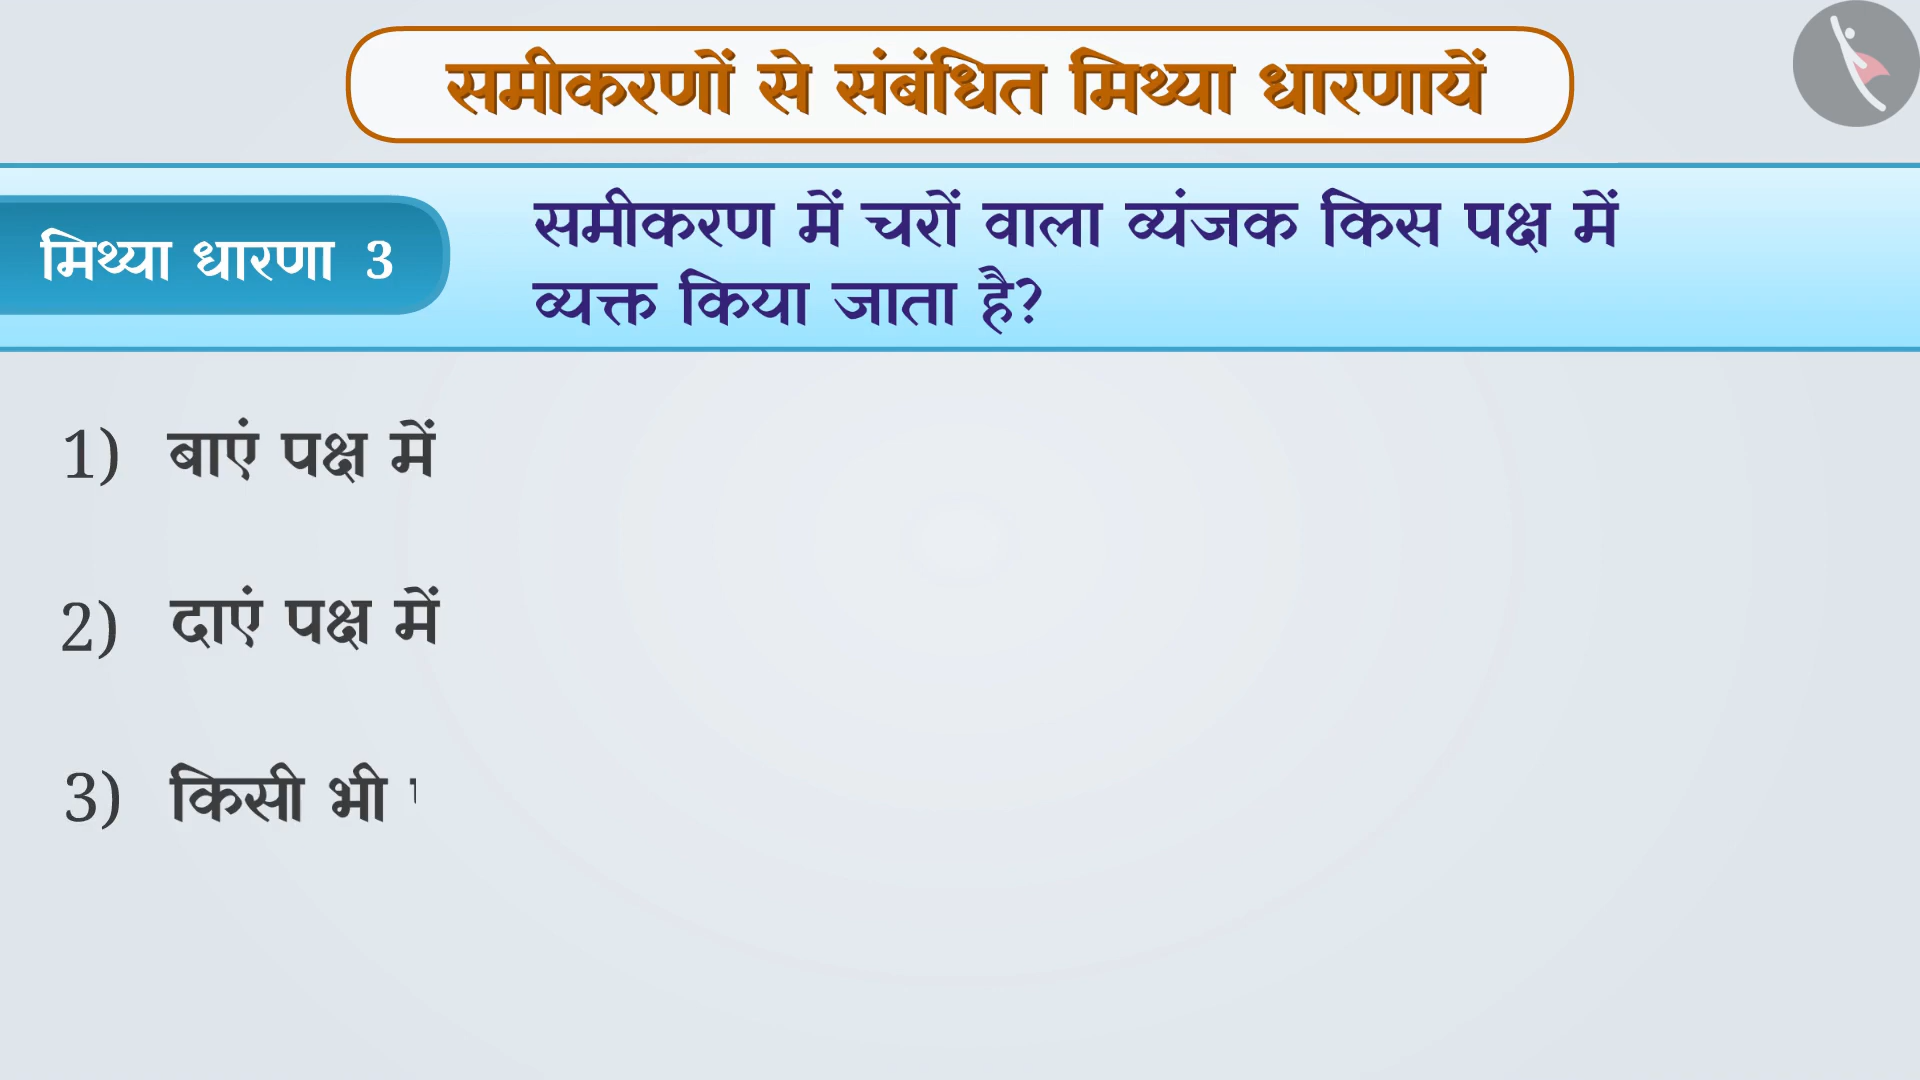 समीकरणों से संबंधित मिथ्या धारणायें
मिथ्या धारणा 3
समीकरण में चरों वाला व्यंजक किस पक्ष में
व्यक्त किया जाता है?
1) बाएं पक्ष में
2) दाएं पक्ष में
3) किसी भी